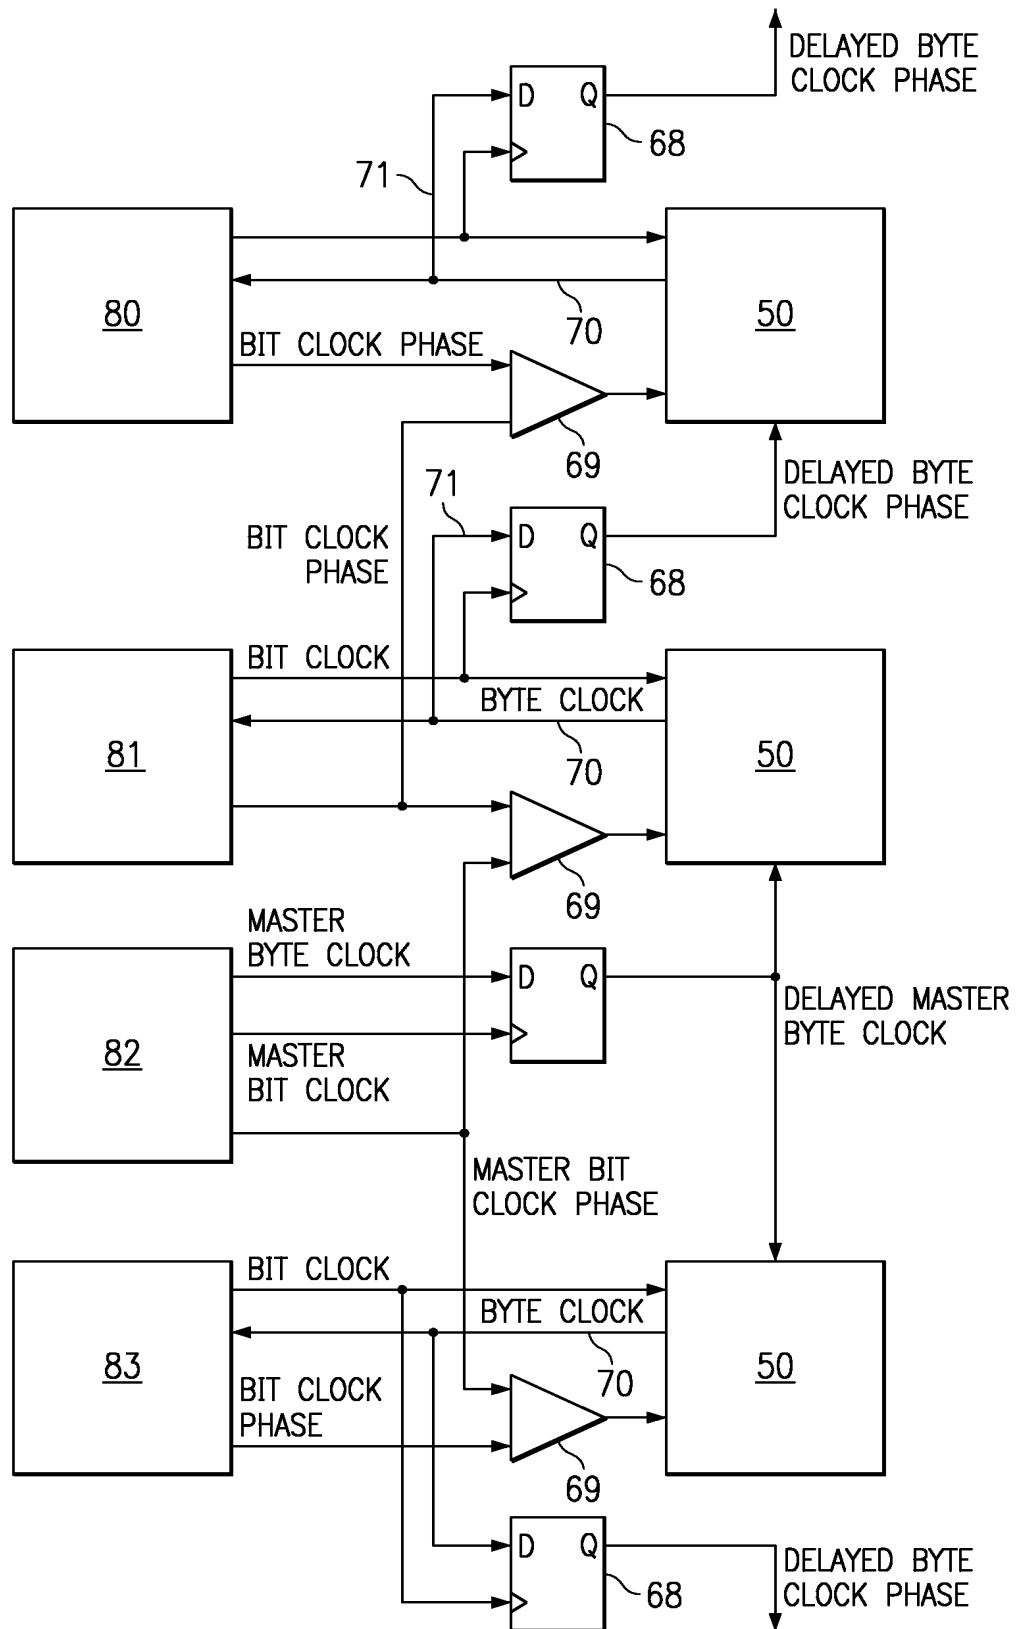 DELAYED BYTE
CLOCK PHASE
D Q
68
71
80
50
70
BIT CLOCK PHASE
69
DELAYED BYTE
CLOCK PHASE
71
BIT CLOCK
PHASE
D Q
68
BIT CLOCK
BYTE CLOCK
81
50
70
69
MASTER
BYTE CLOCK
D Q
DELAYED MASTER
BYTE CLOCK
82
MASTER
BIT CLOCK
MASTER BIT
CLOCK PHASE
BIT CLOCK
BYTE CLOCK
83
50
70
BIT CLOCK
PHASE
69
D Q
68
DELAYED BYTE
CLOCK PHASE